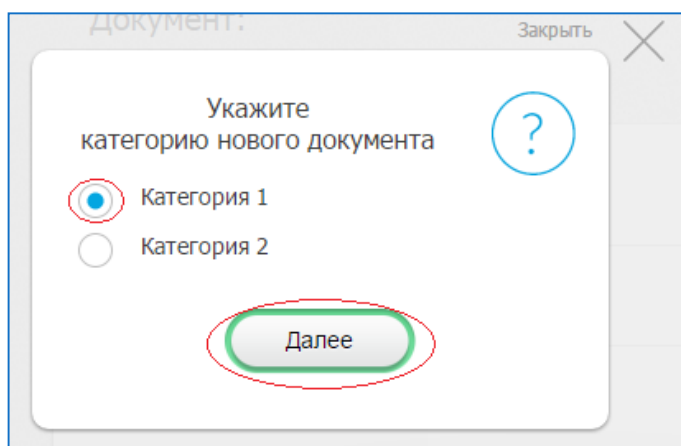 Документ:
Закрыть
Укажите
категорию нового документа
?
Категория 1
Категория 2
Далее